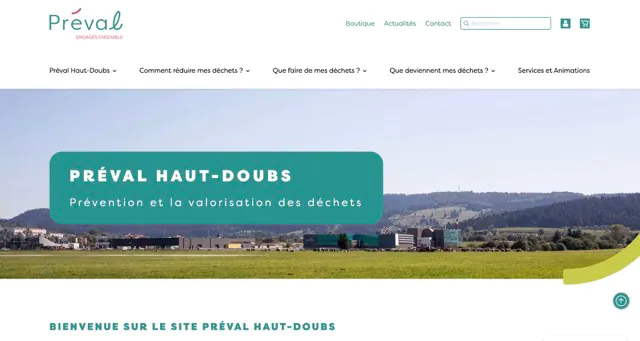 Préval
ENGAGÉS ENSEMBLE
Boutique Actualités Contact
Préval Haut-Doubs Comment réduire mes déchets ? Que faire de mes déchets ? Que deviennent mes déchets ? Services et Animations
PRÉVAL HAUT-DOUBS
Prévention et la valorisation des déchets
BIENVENUE SUR LE SITE PRÉVAL HAUT-DOUBS